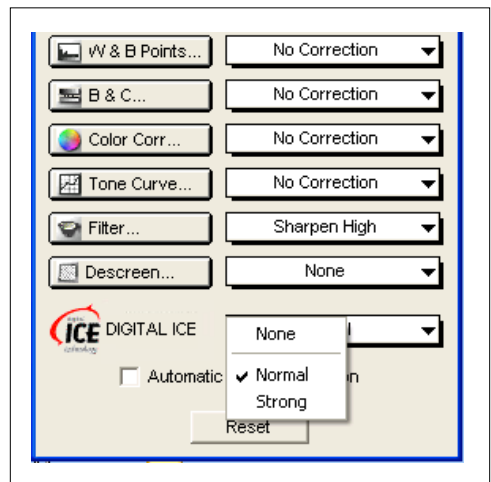 W & B Points... No Correction
B & C... No Correction
Color Corr... No Correction
Tone Curve... No Correction
Filter... Sharpen High
Descreen... None
ICE DIGITAL ICE
None
Automatic
Normal
Strong
Reset